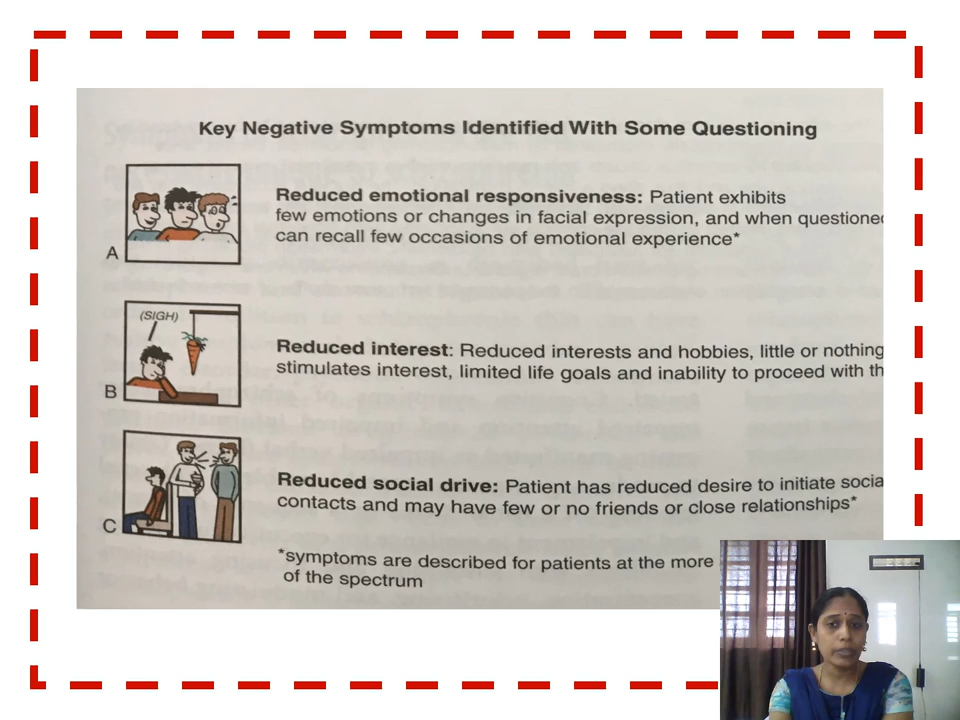 Key Negative Symptoms Identified With Some Questioning
Reduced emotional responsiveness: Patient exhibits
few emotions or changes in facial expression, and when questioned
can recall few occasions of emotional experience*
A
(SIGH)
Reduced interest: Reduced interests and hobbies, little or nothing
stimulates interest, limited life goals and inability to proceed with
B
Reduced social drive: Patient has reduced desire to initiate
contacts and may have few or no friends or close relationships*
C
*symptoms are described for patients at the more
of the spectrum